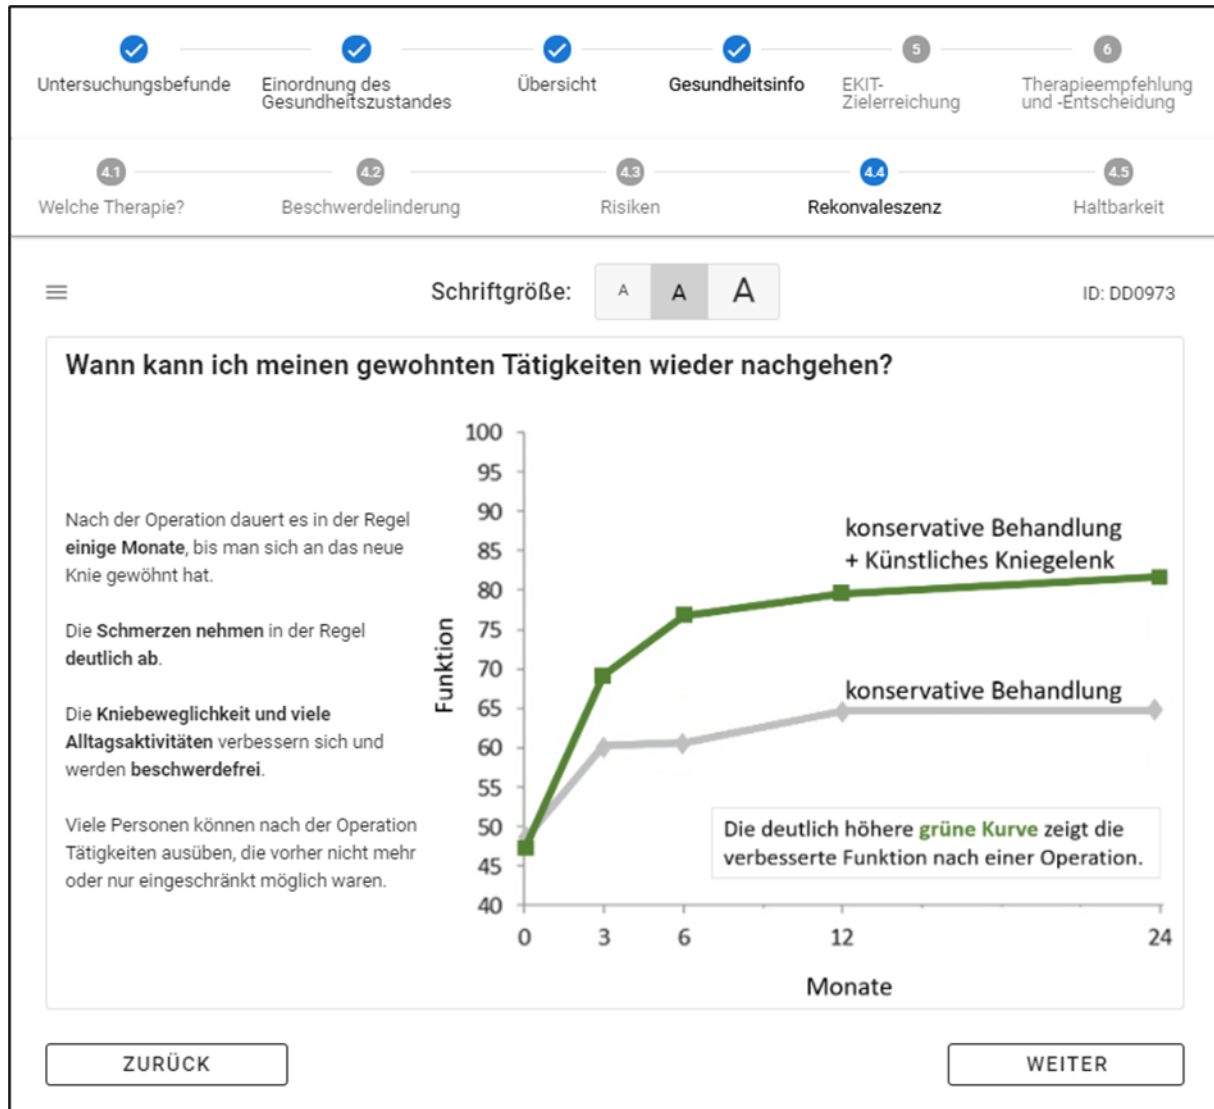 Untersuchungsbefunde
Einordnung des
Gesundheitszustandes
Übersicht
Gesundheitsinfo
5
EKIT-
Zielerreichung
6
Therapieempfehlung
und -Entscheidung
4.1
Welche Therapie?
4.2
Beschwerdelinderung
4.3
Risiken
4.4
Rekonvaleszenz
4.5
Haltbarkeit
Schriftgröße:
A
A
A
ID: DD0973
Wann kann ich meinen gewohnten Tätigkeiten wieder nachgehen?
Nach der Operation dauert es in der Regel
einige Monate, bis man sich an das neue
Knie gewöhnt hat.
Die Schmerzen nehmen in der Regel
deutlich ab.
Die Kniebeweglichkeit und viele
Alltagsaktivitäten verbessern sich und
werden beschwerdefrei.
Viele Personen können nach der Operation
Tätigkeiten ausüben, die vorher nicht mehr
oder nur eingeschränkt möglich waren.
Funktion
100
95
90
85
80
75
70
65
60
55
50
45
40
konservative Behandlung
+ Künstliches Kniegelenk
konservative Behandlung
Die deutlich höhere grüne Kurve zeigt die
verbesserte Funktion nach einer Operation.
0
3
6
12
24
Monate
ZURÜCK
WEITER